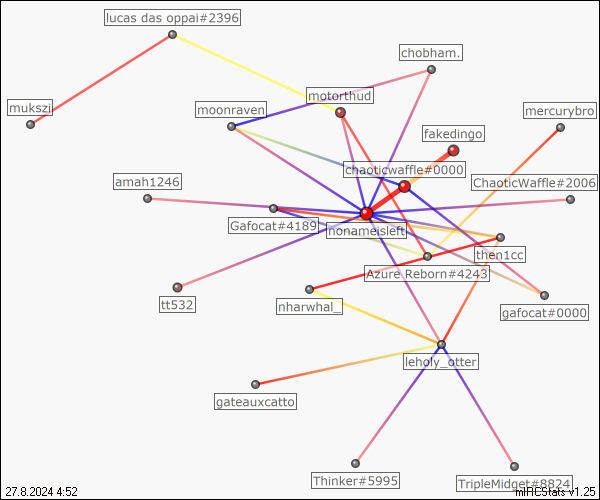 lucas das oppai#2396
chobham.
mukszi
motorthud
moonraven
mercurybro
fakedingo
chaoticwaffle#0000
amah1246
ChaoticWaffle#2006
Gafocat#4189
nonameisleft
then1cc
Azure Reborn#4243
tt532
nharwhal_
gafocat#0000
leholy_otter
gateauxcatto
Thinker#5995
TripleMidget#8824
27.8.2024 4:52
mIRCStats v1.25